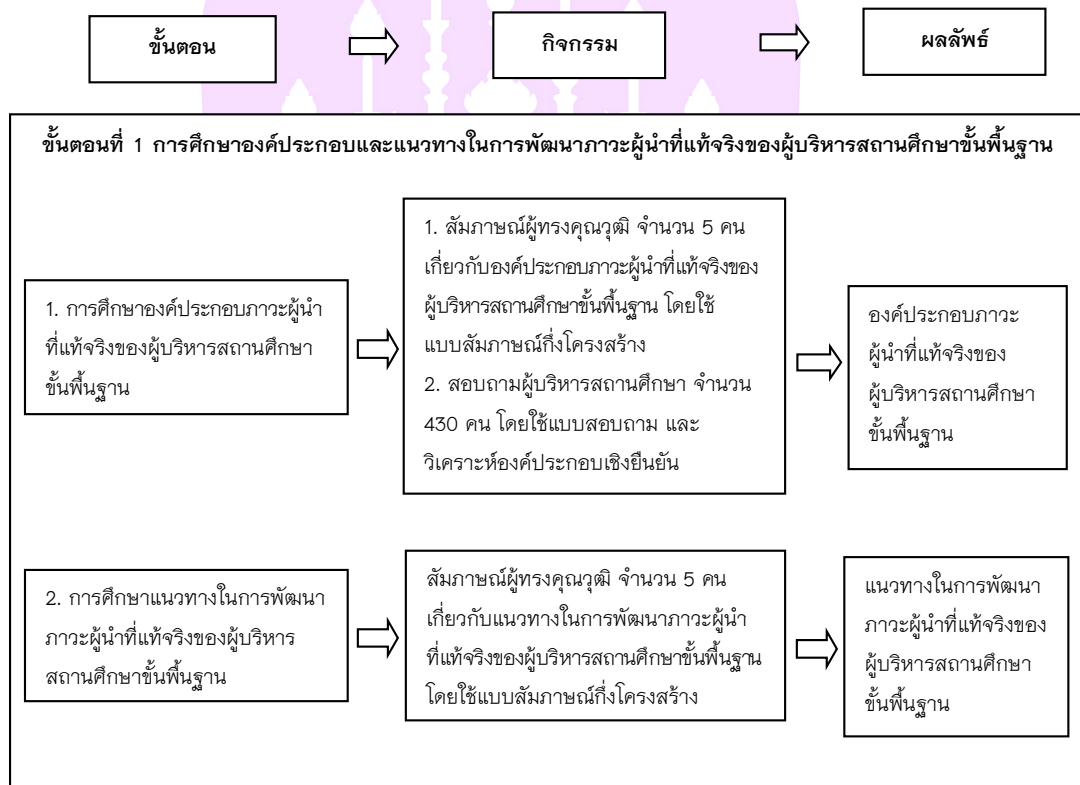 ขั้นตอน
กิจกรรม
ผลลัพธ์
ขั้นตอนที่ 1 การศึกษาองค์ประกอบและแนวทางในการพัฒนาภาวะผู้นำที่แท้จริงของผู้บริหารสถานศึกษาขั้นพื้นฐาน
1. การศึกษาองค์ประกอบภาวะผู้นำ
ที่แท้จริงของผู้บริหารสถานศึกษา
ขั้นพื้นฐาน
1. สัมภาษณ์ผู้ทรงคุณวุฒิ จำนวน 5 คน
เกี่ยวกับองค์ประกอบภาวะผู้นำที่แท้จริงของ
ผู้บริหารสถานศึกษาขั้นพื้นฐาน โดยใช้
แบบสัมภาษณ์กึ่งโครงสร้าง
2. สอบถามผู้บริหารสถานศึกษา จำนวน
430 คน โดยใช้แบบสอบถาม และ
วิเคราะห์องค์ประกอบเชิงยืนยัน
องค์ประกอบภาวะ
ผู้นำที่แท้จริงของ
ผู้บริหารสถานศึกษา
ขั้นพื้นฐาน
2. การศึกษาแนวทางในการพัฒนา
ภาวะผู้นำที่แท้จริงของผู้บริหาร
สถานศึกษาขั้นพื้นฐาน
สัมภาษณ์ผู้ทรงคุณวุฒิ จำนวน 5 คน
เกี่ยวกับแนวทางในการพัฒนาภาวะผู้นำ
ที่แท้จริงของผู้บริหารสถานศึกษาขั้นพื้นฐาน
โดยใช้แบบสัมภาษณ์กึ่งโครงสร้าง
แนวทางในการพัฒนา
ภาวะผู้นำที่แท้จริงของ
ผู้บริหารสถานศึกษา
ขั้นพื้นฐาน